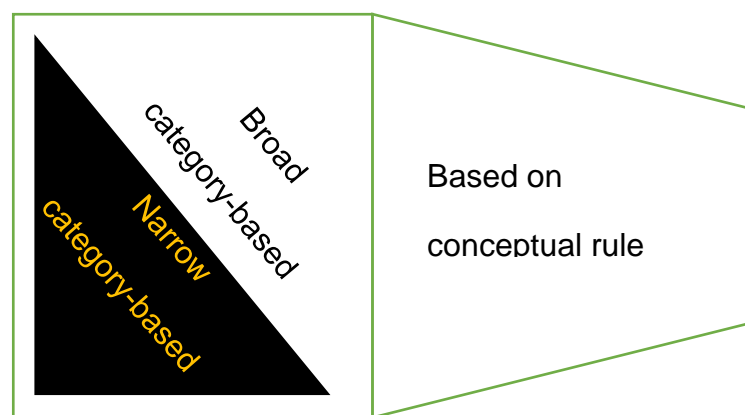 Broad
category-based
Narrow
category-based
Based on
conceptual rule